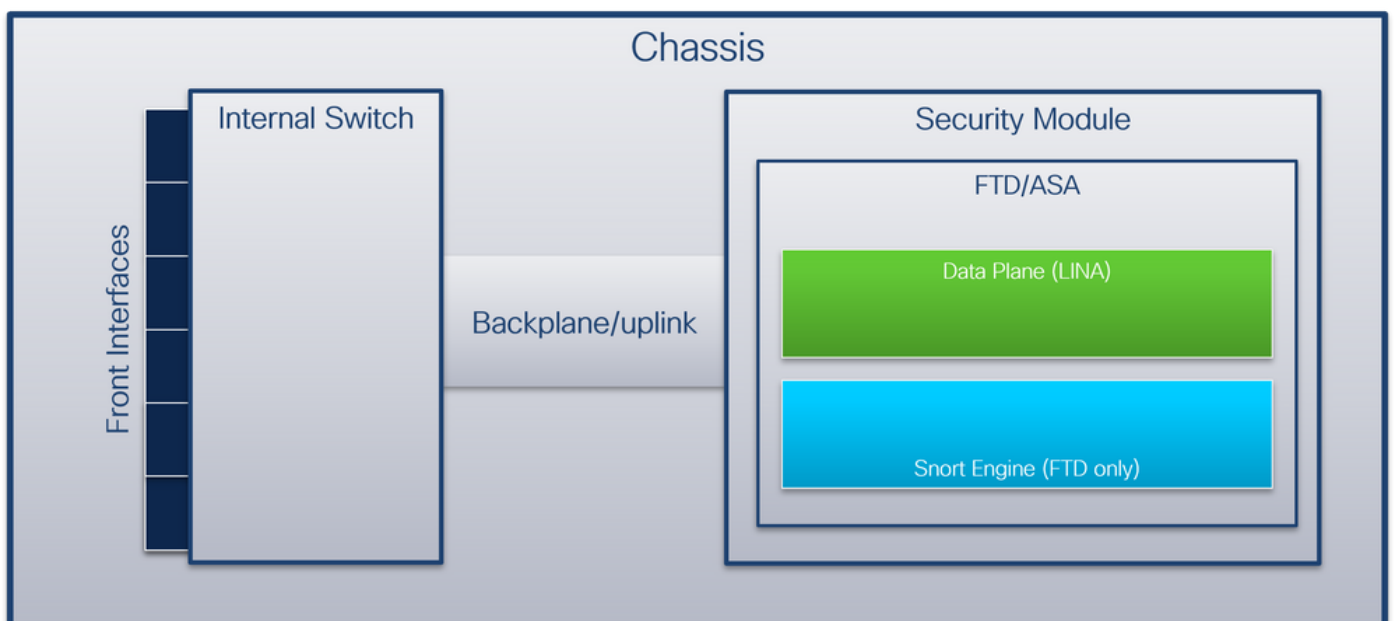 Chassis
Internal Switch
Front Interfaces
Backplane/uplink
Security Module
FTD/ASA
Data Plane (LINA)
Snort Engine (FTD only)